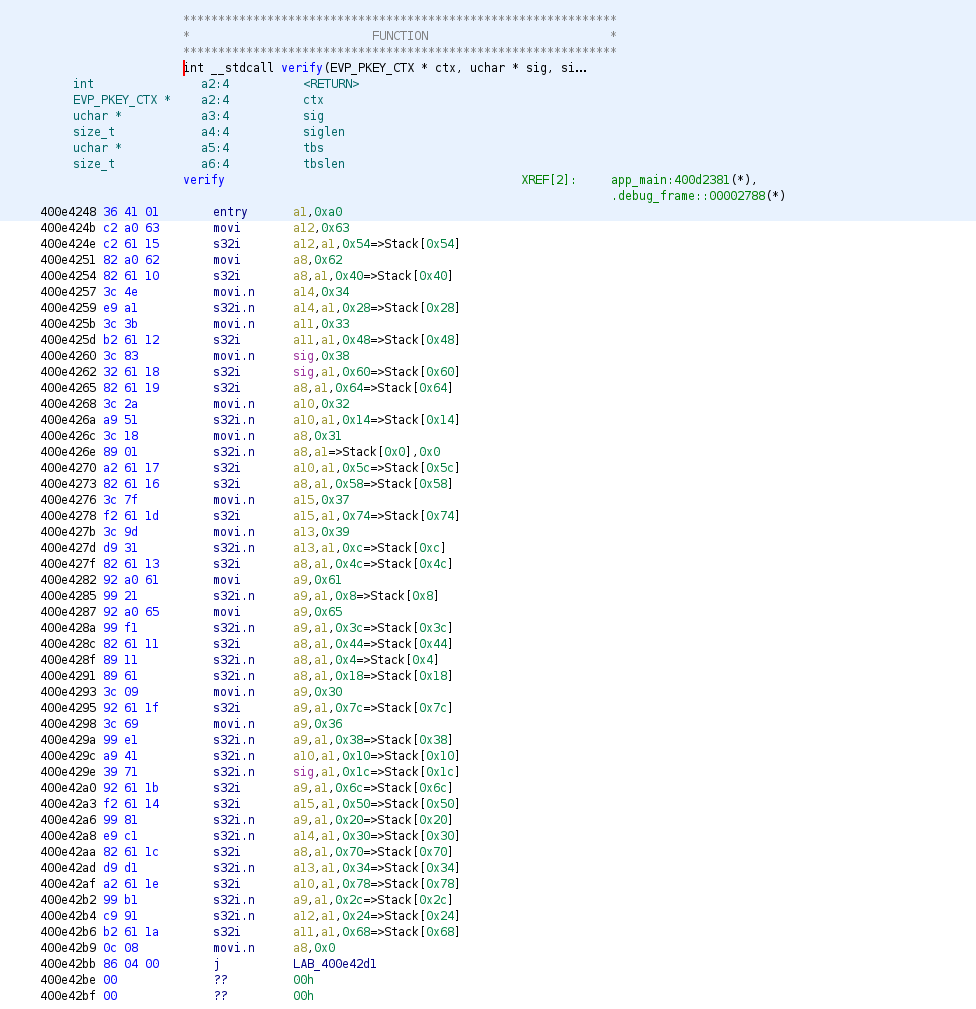 *************************************************************
* FUNCTION *
*************************************************************
int __stdcall verify(EVP_PKEY_CTX * ctx, uchar * sig, si...
int a2:4 <RETURN>
EVP_PKEY_CTX * a2:4 ctx
uchar * a3:4 sig
size_t a4:4 siglen
uchar * a5:4 tbs
size_t a6:4 tbslen
verify XREF[2]: app_main:400d2381(*),
.debug_frame::00002788(*)
400e4248 36 41 01 entry a1,0xa0
400e424b c2 a0 63 movi a12,0x63
400e424e c2 61 15 s32i a12,a1,0x54=>Stack[0x54]
400e4251 82 a0 62 movi a8,0x62
400e4254 82 61 10 s32i a8,a1,0x40=>Stack[0x40]
400e4257 3c 4e movi.n a14,0x34
400e4259 e9 a1 s32i.n a14,a1,0x28=>Stack[0x28]
400e425b 3c 3b movi.n a11,0x33
400e425d b2 61 12 s32i a11,a1,0x48=>Stack[0x48]
400e4260 3c 83 movi.n sig,0x38
400e4262 32 61 18 s32i sig,a1,0x60=>Stack[0x60]
400e4265 82 61 19 s32i a8,a1,0x64=>Stack[0x64]
400e4268 3c 2a movi.n a10,0x32
400e426a a9 51 s32i.n a10,a1,0x14=>Stack[0x14]
400e426c 3c 18 movi.n a8,0x31
400e426e 89 01 s32i.n a8,a1=>Stack[0x0],0x0
400e4270 a2 61 17 s32i a10,a1,0x5c=>Stack[0x5c]
400e4273 82 61 16 s32i a8,a1,0x58=>Stack[0x58]
400e4276 3c 7f movi.n a15,0x37
400e4278 f2 61 1d s32i a15,a1,0x74=>Stack[0x74]
400e427b 3c 9d movi.n a13,0x39
400e427d d9 31 s32i.n a13,a1,0xc=>Stack[0xc]
400e427f 82 61 13 s32i a8,a1,0x4c=>Stack[0x4c]
400e4282 92 a0 61 movi a9,0x61
400e4285 99 21 s32i.n a9,a1,0x8=>Stack[0x8]
400e4287 92 a0 65 movi a9,0x65
400e428a 99 f1 s32i.n a9,a1,0x3c=>Stack[0x3c]
400e428c 82 61 11 s32i a8,a1,0x44=>Stack[0x44]
400e428f 89 11 s32i.n a8,a1,0x4=>Stack[0x4]
400e4291 89 61 s32i.n a8,a1,0x18=>Stack[0x18]
400e4293 3c 09 movi.n a9,0x30
400e4295 92 61 1f s32i a9,a1,0x7c=>Stack[0x7c]
400e4298 3c 69 movi.n a9,0x36
400e429a 99 e1 s32i.n a9,a1,0x38=>Stack[0x38]
400e429c a9 41 s32i.n a10,a1,0x10=>Stack[0x10]
400e429e 39 71 s32i.n sig,a1,0x1c=>Stack[0x1c]
400e42a0 92 61 1b s32i a9,a1,0x6c=>Stack[0x6c]
400e42a3 f2 61 14 s32i a15,a1,0x50=>Stack[0x50]
400e42a6 99 81 s32i.n a9,a1,0x20=>Stack[0x20]
400e42a8 e9 c1 s32i.n a14,a1,0x30=>Stack[0x30]
400e42aa 82 61 1c s32i a8,a1,0x70=>Stack[0x70]
400e42ad d9 d1 s32i.n a13,a1,0x34=>Stack[0x34]
400e42af a2 61 1e s32i a10,a1,0x78=>Stack[0x78]
400e42b2 99 b1 s32i.n a9,a1,0x2c=>Stack[0x2c]
400e42b4 c9 91 s32i.n a12,a1,0x24=>Stack[0x24]
400e42b6 b2 61 1a s32i a11,a1,0x68=>Stack[0x68]
400e42b9 0c 08 movi.n a8,0x0
400e42bb 86 04 00 j LAB_400e42d1
400e42be 00 ?? 00h
400e42bf 00 ?? 00h